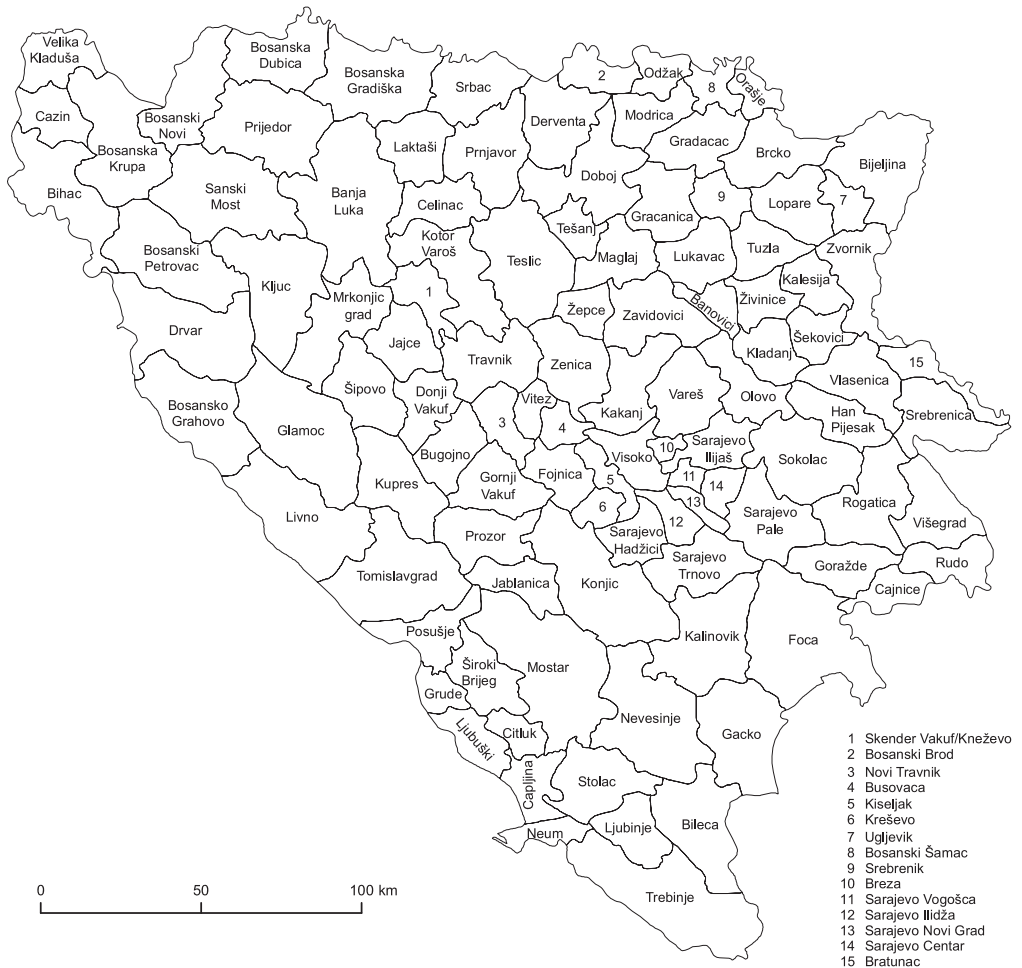 Velika
Kladuša
Bosanska
Dubica
Bosanska
Gradiška
Srbac
2
Odžak
8
Orašje
Cazin
Bosanski
Novi
Prijedor
Laktaši
Prnjavor
Derventa
Modrica
Gradacac
Brcko
Bijeljina
Bosanska
Krupa
Bihac
Sanski
Most
Banja
Luka
Celinac
Doboj
Gracanica
9
Lopare
7
Kotor
Varoš
Tešanj
Bosanski
Petrovac
Kljuc
Teslic
Maglaj
Lukavac
Tuzla
Zvornik
Kalesija
Mrkonjic
grad
1
Žepce
Zavidovici
Banovici
Živinice
Drvar
Jajce
Travnik
Zenica
Kladanj
Šekovici
15
Šipovo
Donji
Vakuf
Vitez
Kakanj
Vareš
Olovo
Vlasenica
Bosansko
Grahovo
Glamoc
3
4
Han
Pijesak
Srebrenica
Bugojno
Visoko
10
Sarajevo
Ilijaš
Sokolac
Kupres
Gornji
Vakuf
Fojnica
5
11
14
Livno
6
13
Sarajevo
Pale
Rogatica
Višegrad
Prozor
Sarajevo
Hadžici
12
Tomislavgrad
Jablanica
Konjic
Sarajevo
Trnovo
Goražde
Rudo
Cajnice
Posušje
Kalinovik
Foca
Široki
Brijeg
Mostar
Grude
Nevesinje
Ljubuški
Citluk
Gacko
Capljina
Stolac
Neum
Ljubinje
Bileca
Trebinje
0 50 100 km
1 Skender Vakuf/Kneževo
2 Bosanski Brod
3 Novi Travnik
4 Busovaca
5 Kiseljak
6 Kreševo
7 Ugljevik
8 Bosanski Šamac
9 Srebrenik
10 Breza
11 Sarajevo Vogošca
12 Sarajevo Ilidža
13 Sarajevo Novi Grad
14 Sarajevo Centar
15 Bratunac